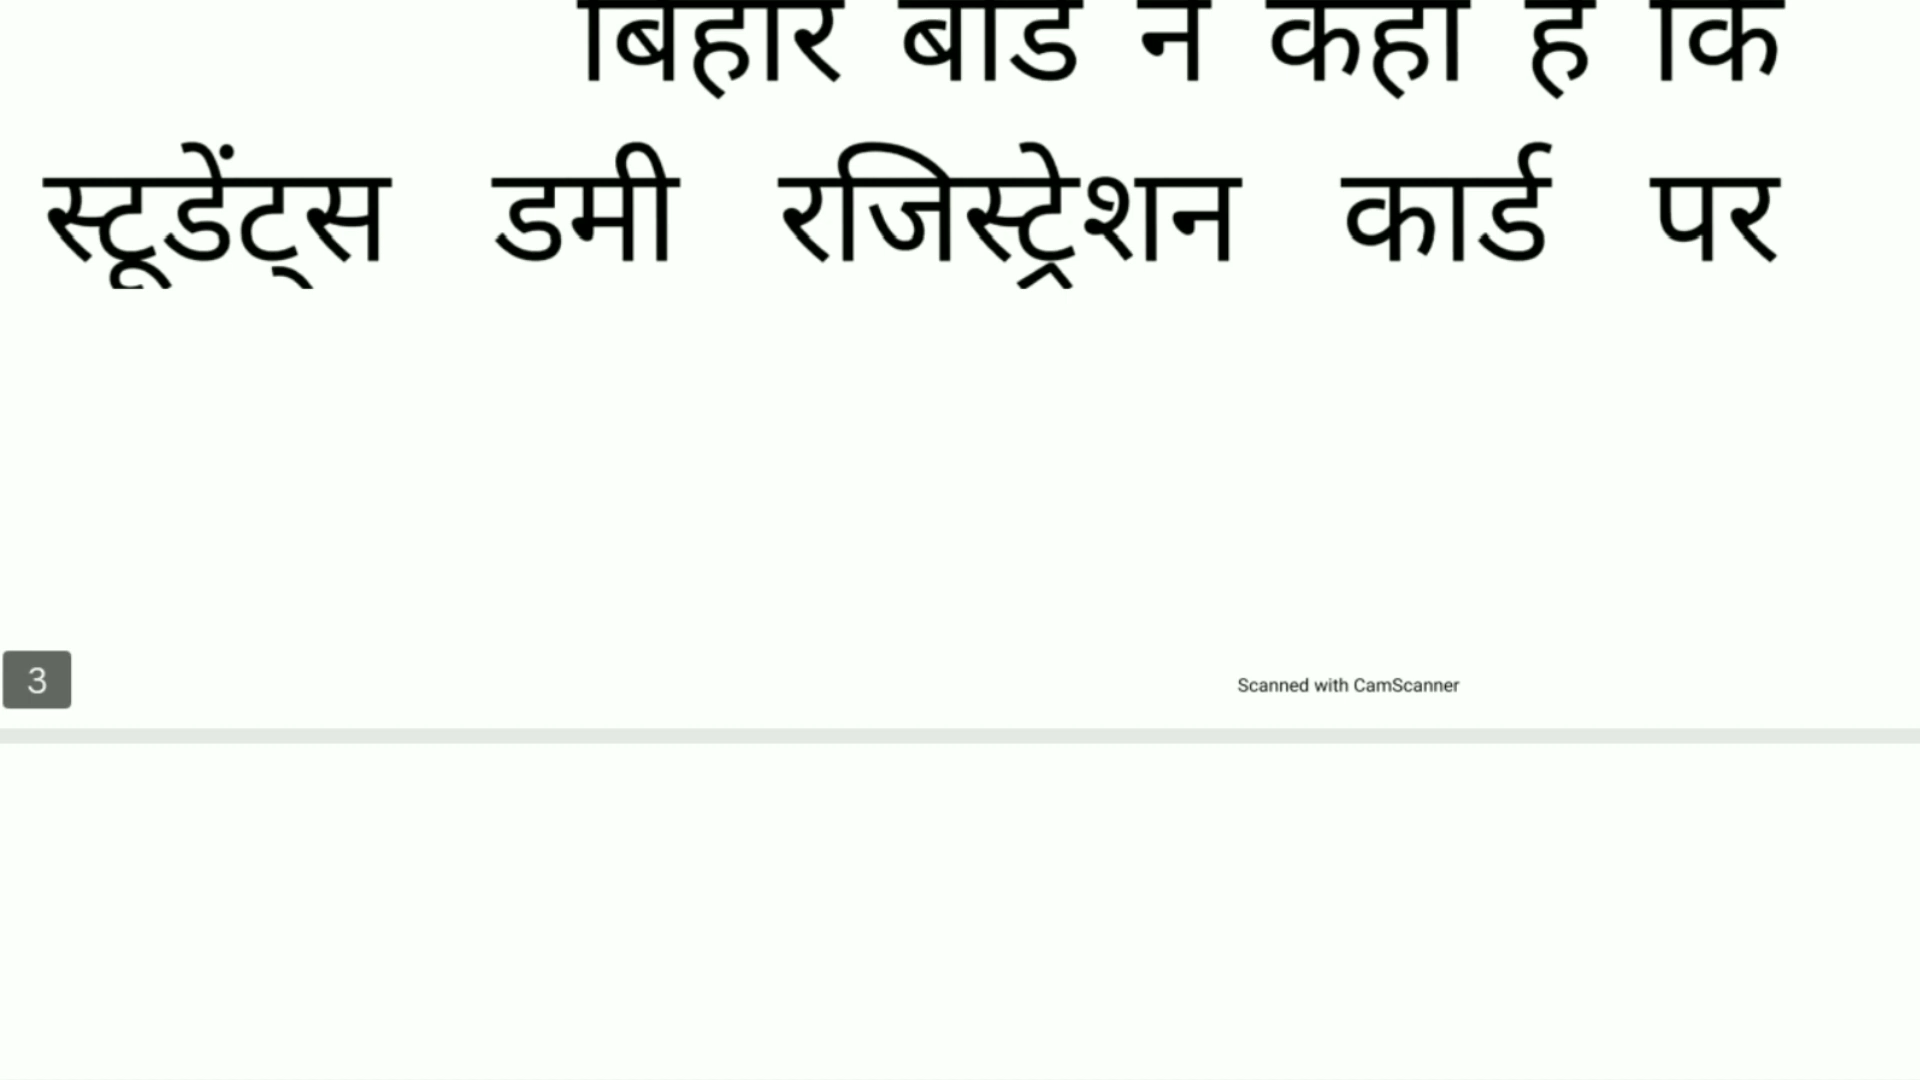 बिहार बोर्ड ने कहा है कि
स्टूडेंट्स डमी रजिस्ट्रेशन कार्ड पर
3
Scanned with CamScanner